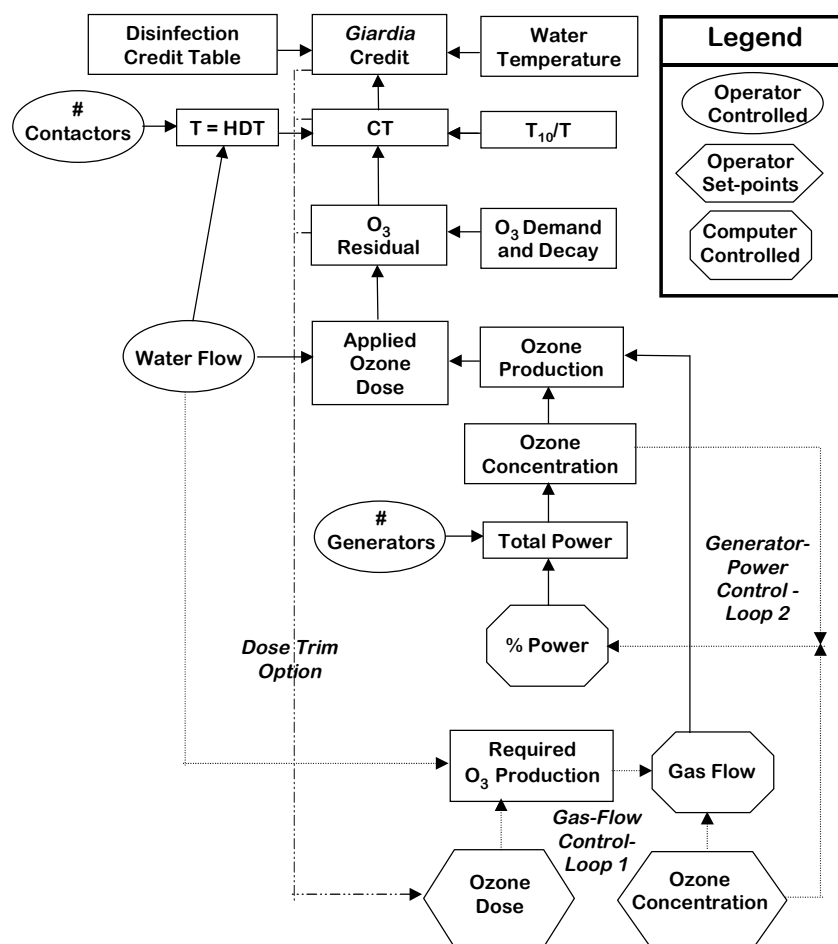 Disinfection
Credit Table
Giardia
Credit
Water
Temperature
Legend
Operator
Controlled
Operator
Set-points
Computer
Controlled
#
Contactors
T = HDT
CT
T10/T
O3
Residual
O3 Demand
and Decay
Water Flow
Applied
Ozone
Dose
Ozone
Production
Ozone
Concentration
#
Generators
Total Power
Generator-
Power
Control -
Loop 2
% Power
Dose Trim
Option
Required
O3 Production
Gas Flow
Gas-Flow
Control-
Loop 1
Ozone
Dose
Ozone
Concentration